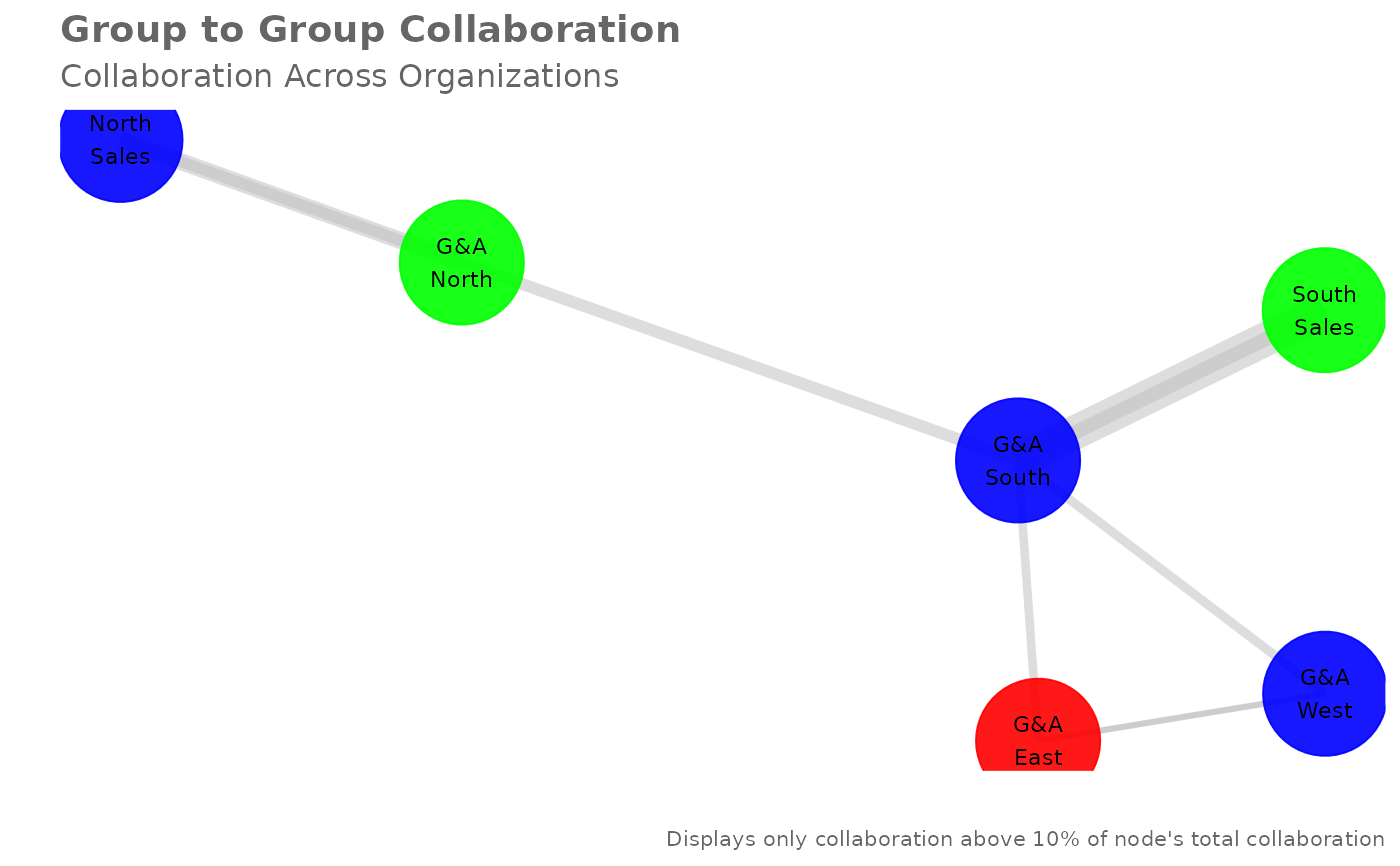 Group to Group Collaboration
Collaboration Across Organizations
North
Sales
G&A
North
South
Sales
G&A
South
G&A
West
G&A
East
Displays only collaboration above 10% of node's total collaboration